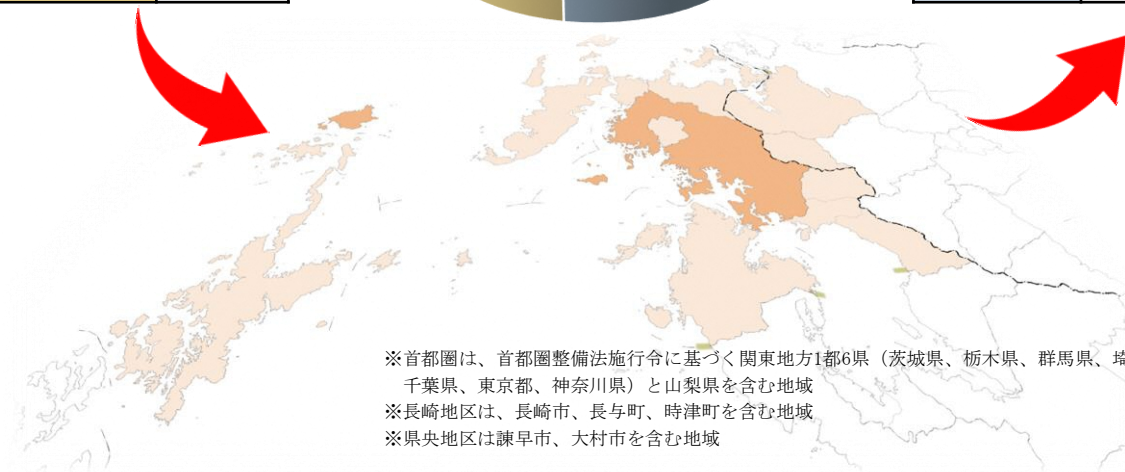 ※首都圏は、首都圏整備法施行令に基づく関東地方1都6県（茨城県、栃木県、群馬県、埼
千葉県、東京都、神奈川県）と山梨県を含む地域
※長崎地区は、長崎市、長与町、時津町を含む地域
※県央地区は諫早市、大村市を含む地域